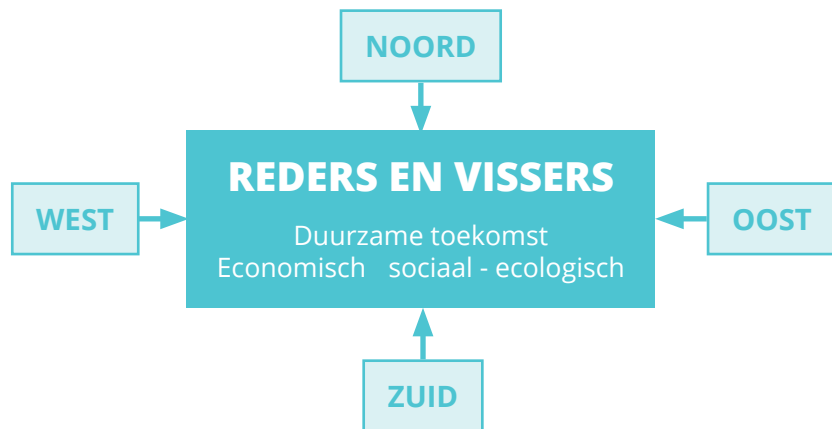 NOORD
REDERS EN VISSERS
WEST
OOST
Duurzame toekomst
Economisch sociaal - ecologisch
ZUID